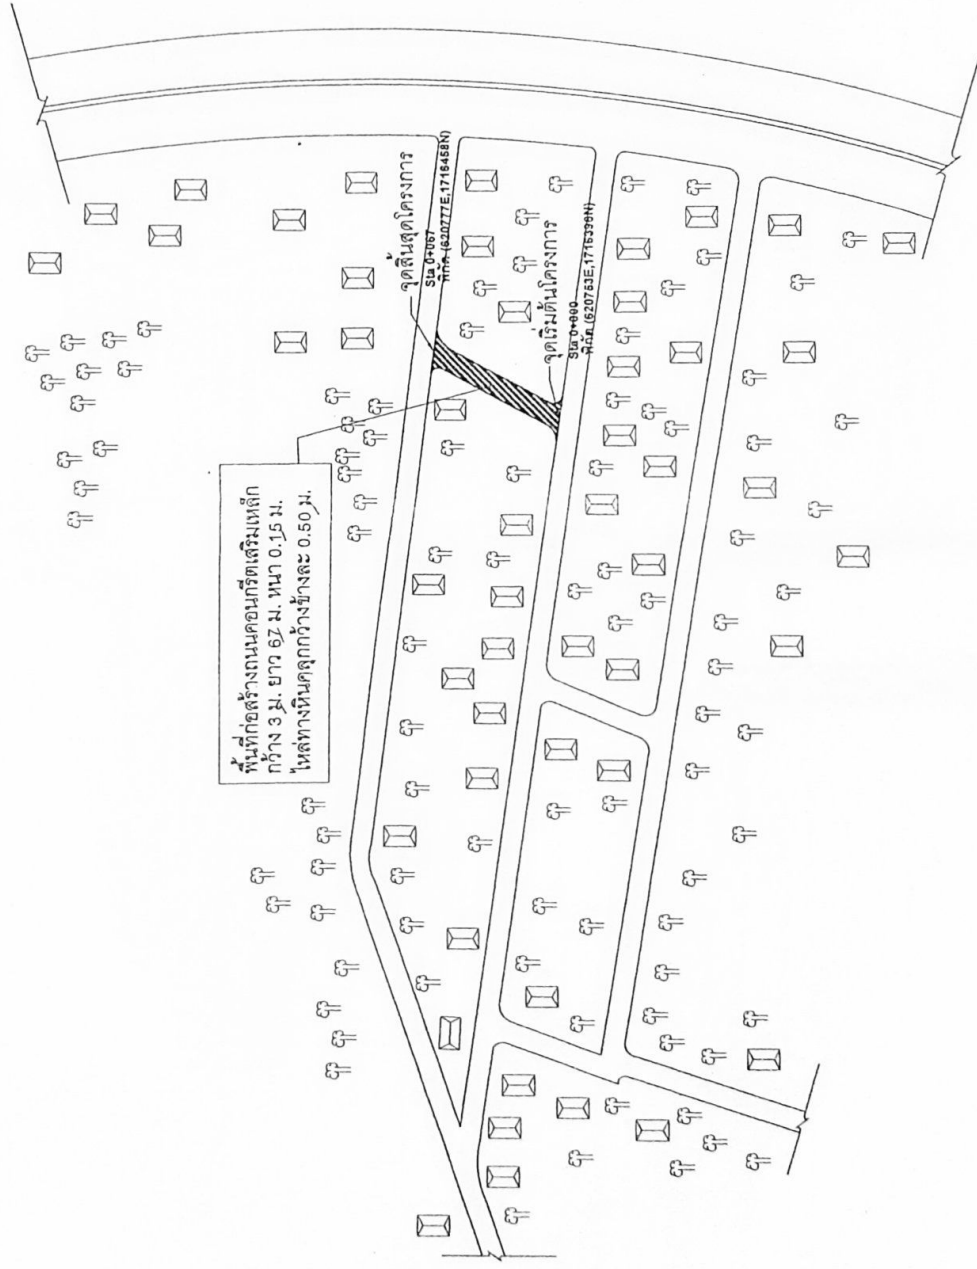 พื้นที่ก่อสร้างถนนคอนกรีตเสริมเหล็ก
กว้าง 3 ม. ยาว 67 ม. หนา 0.15 ม.
ไหล่ทางหินคลุกกว้างข้างละ 0.50 ม.
จุดสิ้นสุดโครงการ
Sta 0+067
พิกัด (620777E,1716458N)
จุดเริ่มต้นโครงการ
Sta 0+000
พิกัด (620763E,1716398N)